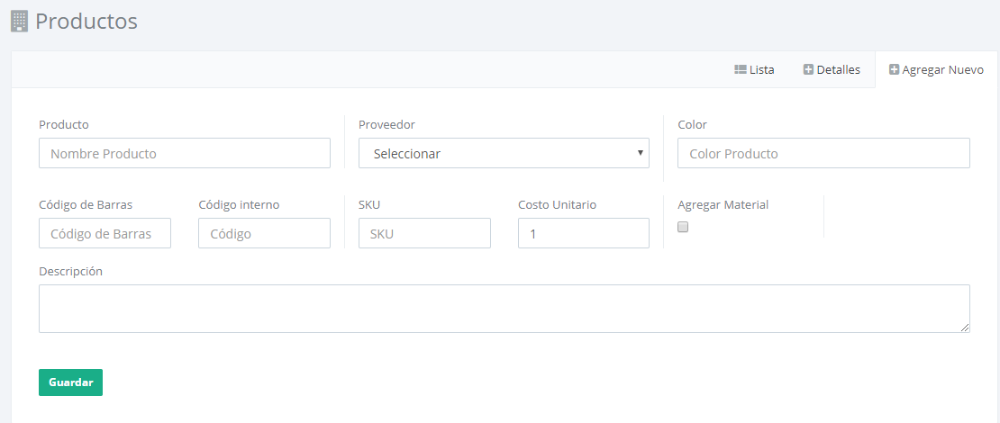 Productos
Lista Detalles Agregar Nuevo
Producto Proveedor Color
Nombre Producto Seleccionar Color Producto
Código de Barras Código interno SKU Costo Unitario Agregar Material
Código de Barras Código SKU 1
Descripción
Guardar